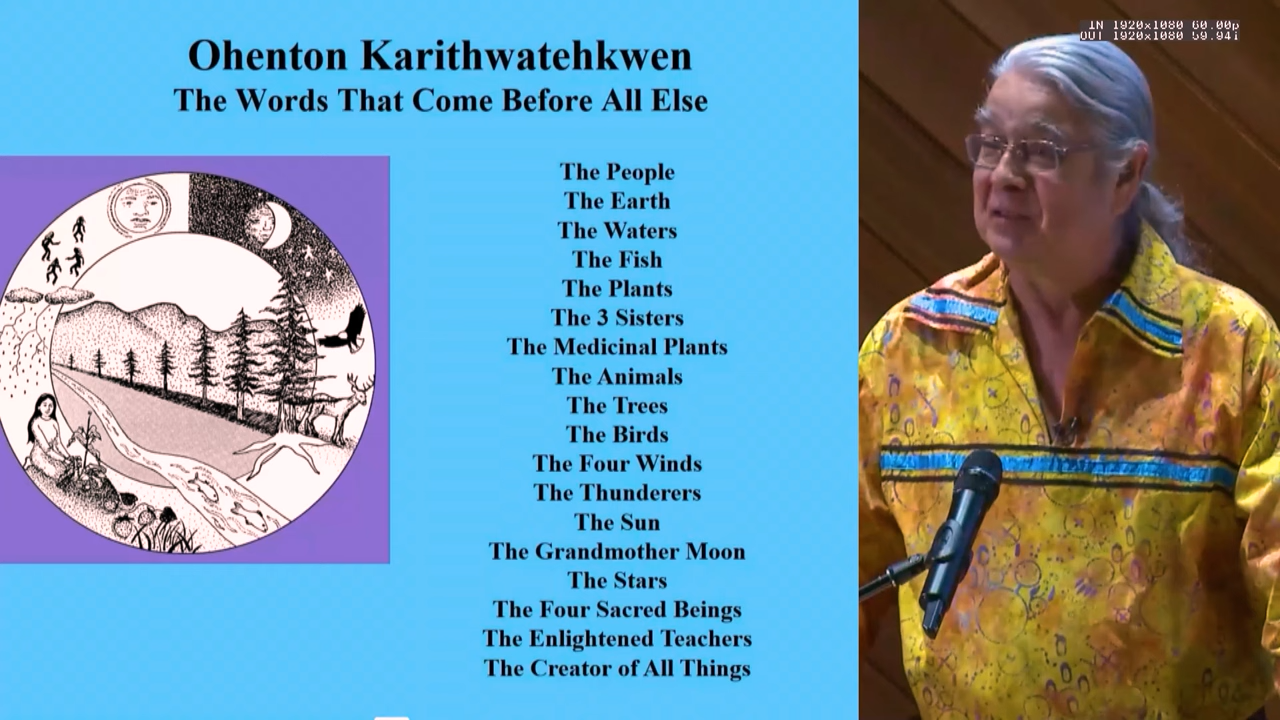 Ohenton Karithwatehkwen
The Words That Come Before All Else
The People
The Earth
The Waters
The Fish
The Plants
The 3 Sisters
The Medicinal Plants
The Animals
The Trees
The Birds
The Four Winds
The Thunderers
The Sun
The Grandmother Moon
The Stars
The Four Sacred Beings
The Enlightened Teachers
The Creator of All Things
IN 1920x1080 60.00p
OUT 1920x1080 59.94i